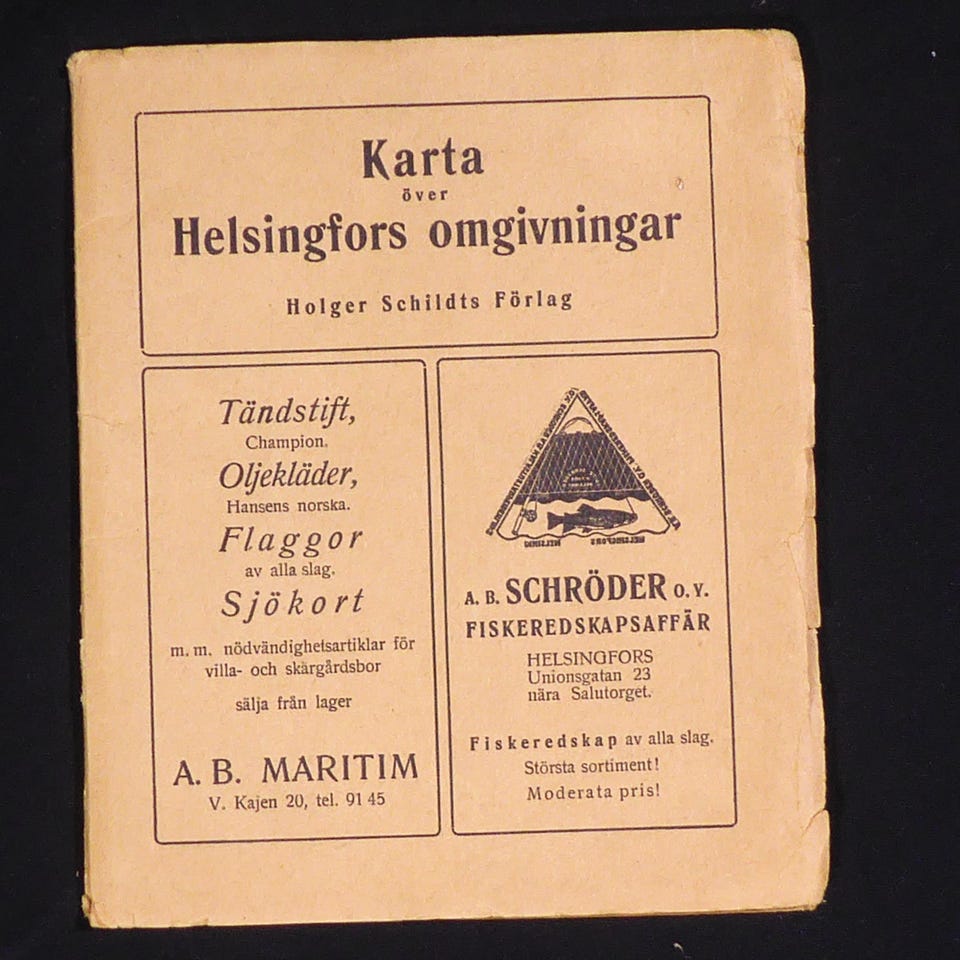 Karta
över
Helsingfors omgivningar
Holger Schildts Förlag
Tändstift,
Champion.
Oljekläder,
Hansens norska.
Flaggor
av alla slag.
Sjökort
m. m. nödvändighetsartiklar för
villa- och skärgårdsbor
sälja från lager
A. B. MARITIM
V. Kajen 20, tel. 91 45
HELSINGFORS
A. B. SCHRÖDER O. Y.
FISKEREDSKAPSAFFÄR
HELSINGFORS
Unionsgatan 23
nära Salutorget.
Fiskeredskap av alla slag.
Största sortiment!
Moderata pris!